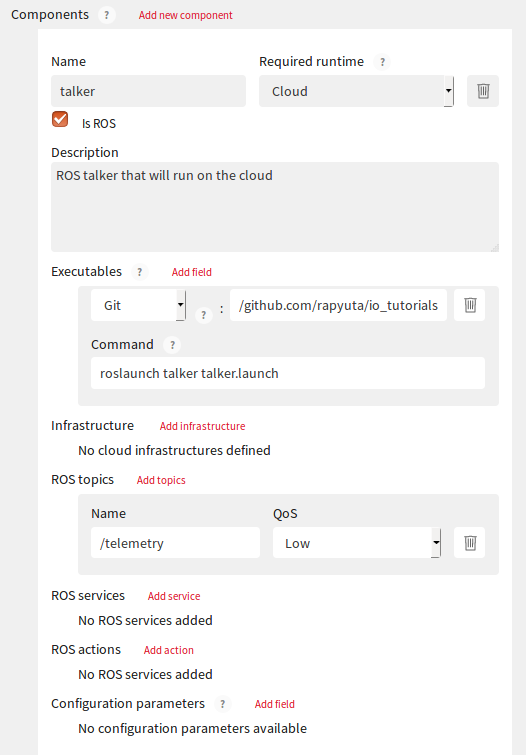 Components ? Add new component
Name Required runtime ?
talker Cloud
Is ROS
Description
ROS talker that will run on the cloud
Executables ? Add field
Git ? : /github.com/rapyuta/io_tutorials
Command ?
roslaunch talker talker.launch
Infrastructure Add infrastructure
No cloud infrastructures defined
ROS topics Add topics
Name QoS
/telemetry Low
ROS services Add service
No ROS services added
ROS actions Add action
No ROS services added
Configuration parameters ? Add field
No configuration parameters available